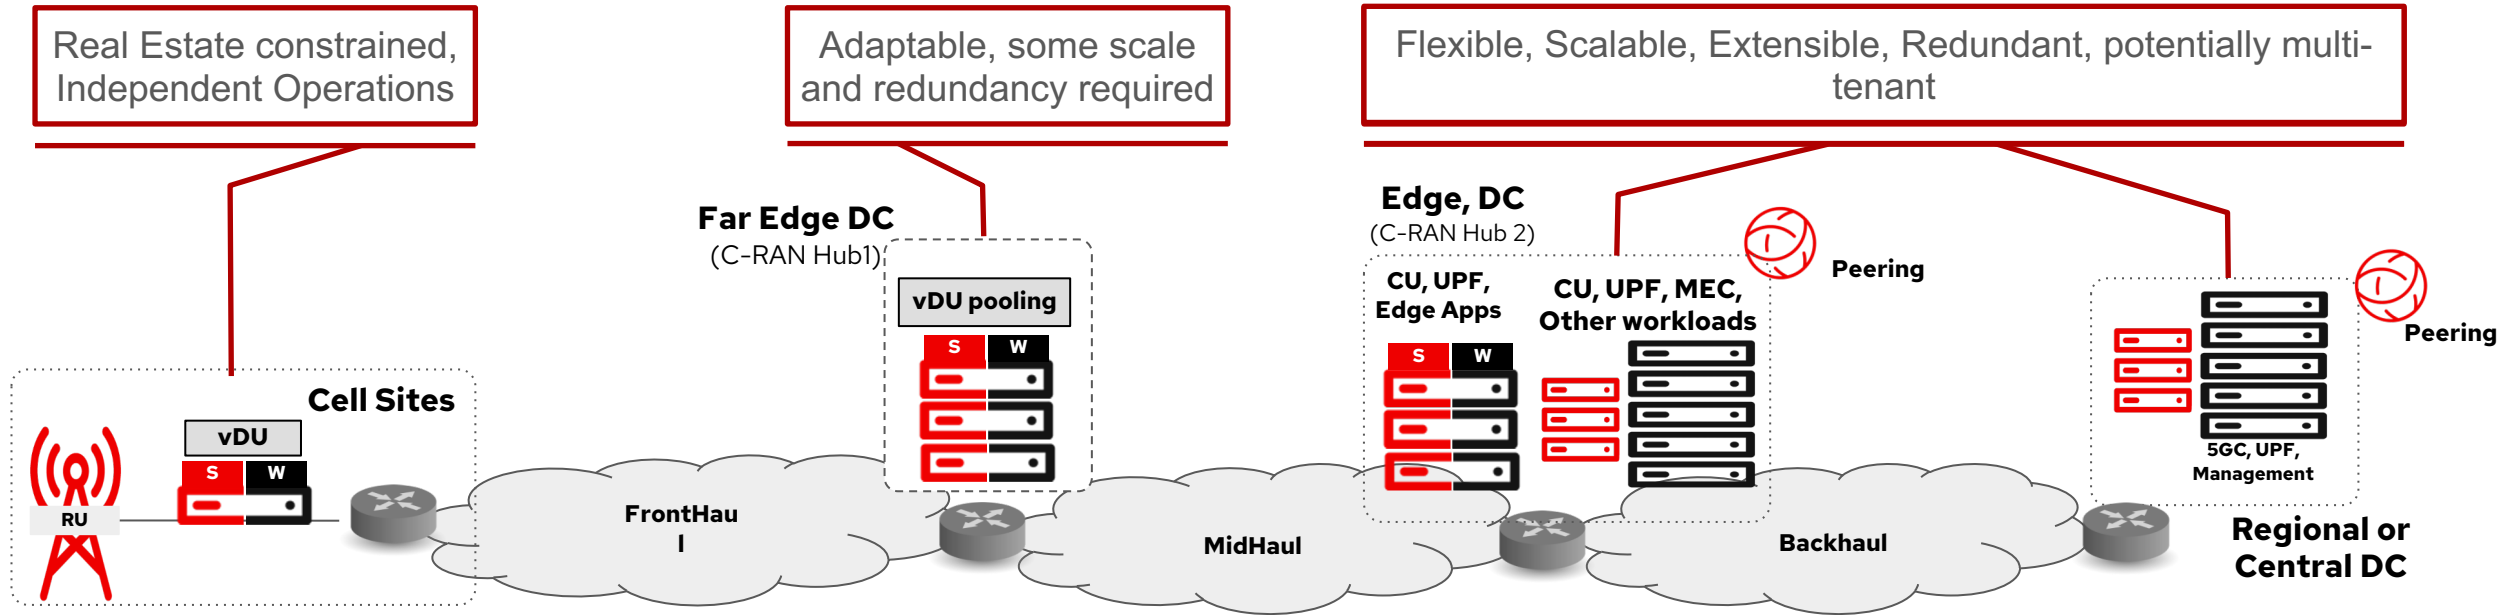 Real Estate constrained,
Independent Operations
Adaptable, some scale
and redundancy required
Flexible, Scalable, Extensible, Redundant, potentially multi-
tenant
Far Edge DC
(C-RAN Hub1)
vDU pooling
S W
Edge, DC
(C-RAN Hub 2)
CU, UPF,
Edge Apps
S W
CU, UPF, MEC,
Other workloads
Peering
Peering
5GC, UPF,
Management
Regional or
Central DC
Cell Sites
vDU
S W
RU
FrontHau
l
MidHaul
Backhaul